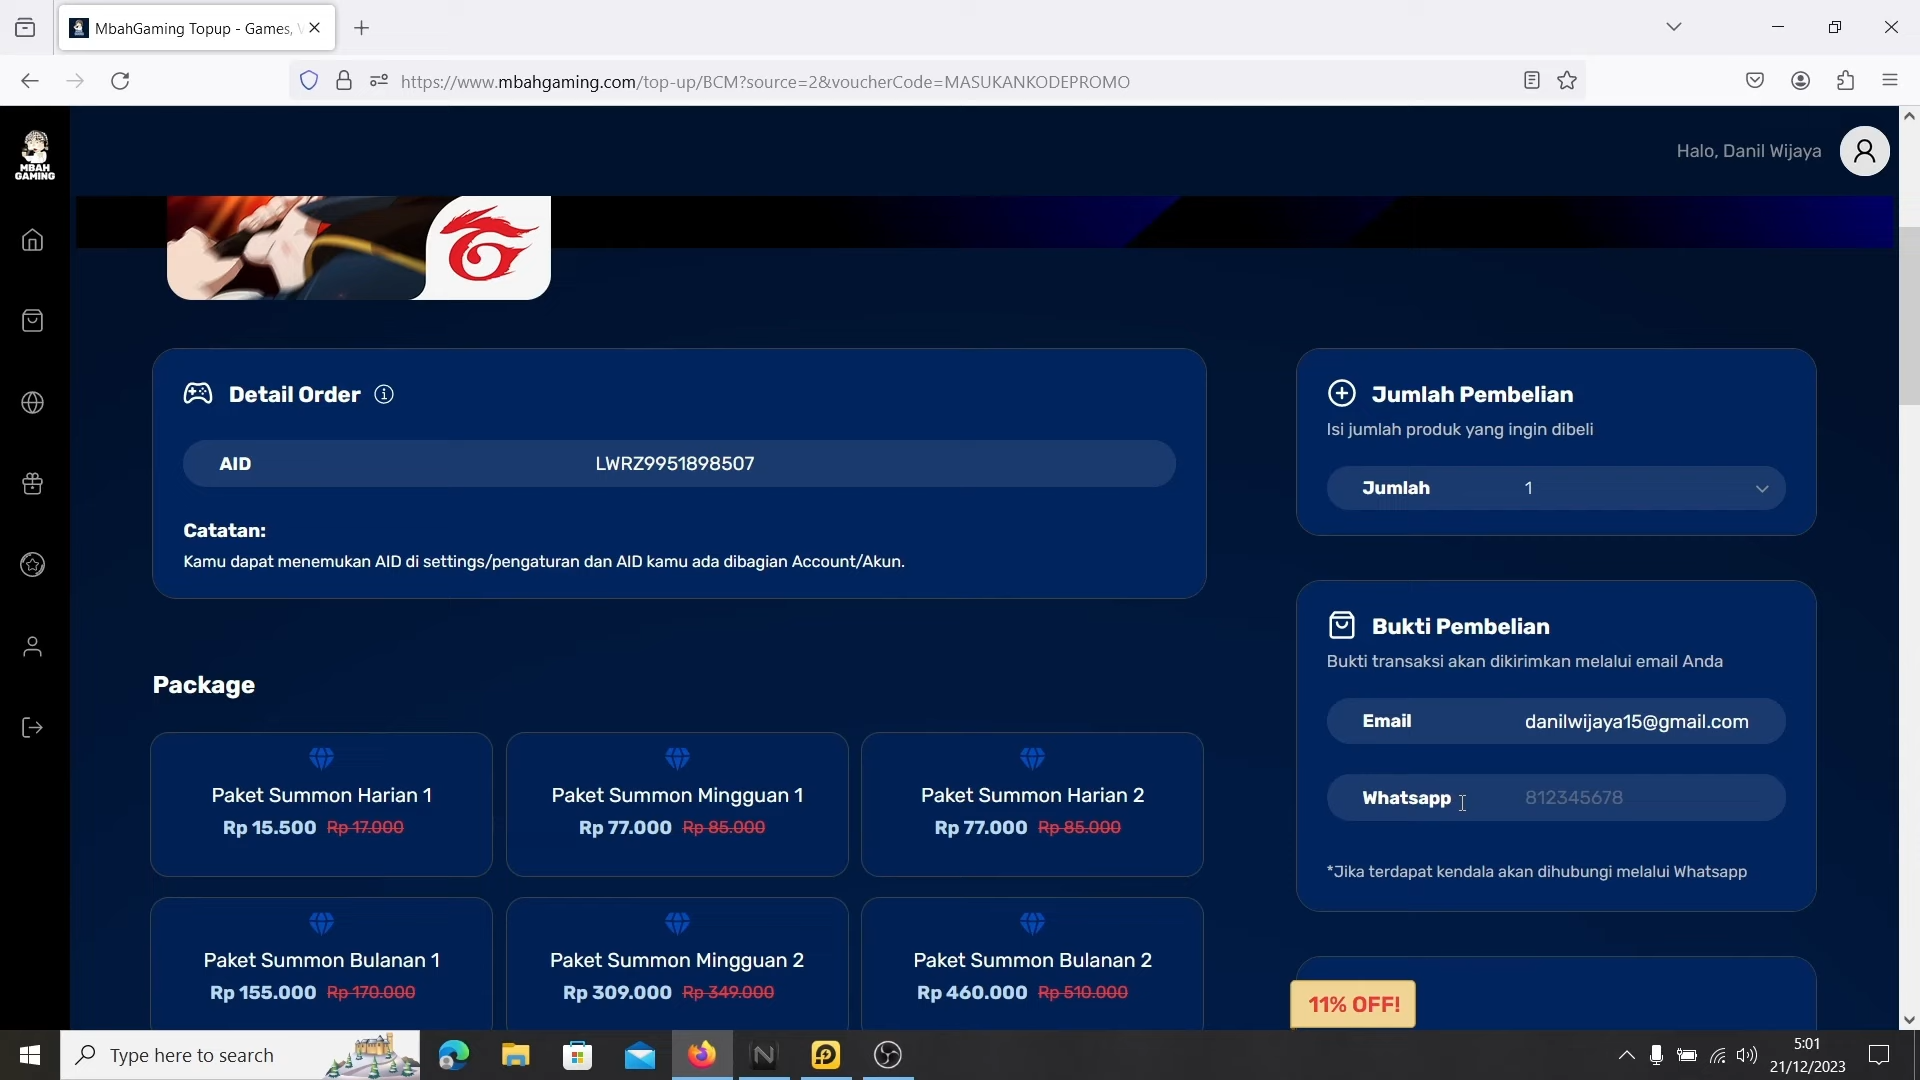 MbahGaming Topup - Games, V
https://www.mbahgaming.com/top-up/BCM?source=2&voucherCode=MASUKANKODEPROMO
MBAH
GAMING
Halo, Danil Wijaya
Detail Order
AID LWRZ9951898507
Catatan:
Kamu dapat menemukan AID di settings/pengaturan dan AID kamu ada dibagian Account/Akun.
Jumlah Pembelian
Isi jumlah produk yang ingin dibeli
Jumlah 1
Bukti Pembelian
Bukti transaksi akan dikirimkan melalui email Anda
Email danilwijaya15@gmail.com
Whatsapp 812345678
*Jika terdapat kendala akan dihubungi melalui Whatsapp
Package
Paket Summon Harian 1
Rp 15.500 Rp 17.000
Paket Summon Mingguan 1
Rp 77.000 Rp 85.000
Paket Summon Harian 2
Rp 77.000 Rp 85.000
Paket Summon Bulanan 1
Rp 155.000 Rp 170.000
Paket Summon Mingguan 2
Rp 309.000 Rp 349.000
Paket Summon Bulanan 2
Rp 460.000 Rp 510.000
11% OFF!
Type here to search
5:01
21/12/2023